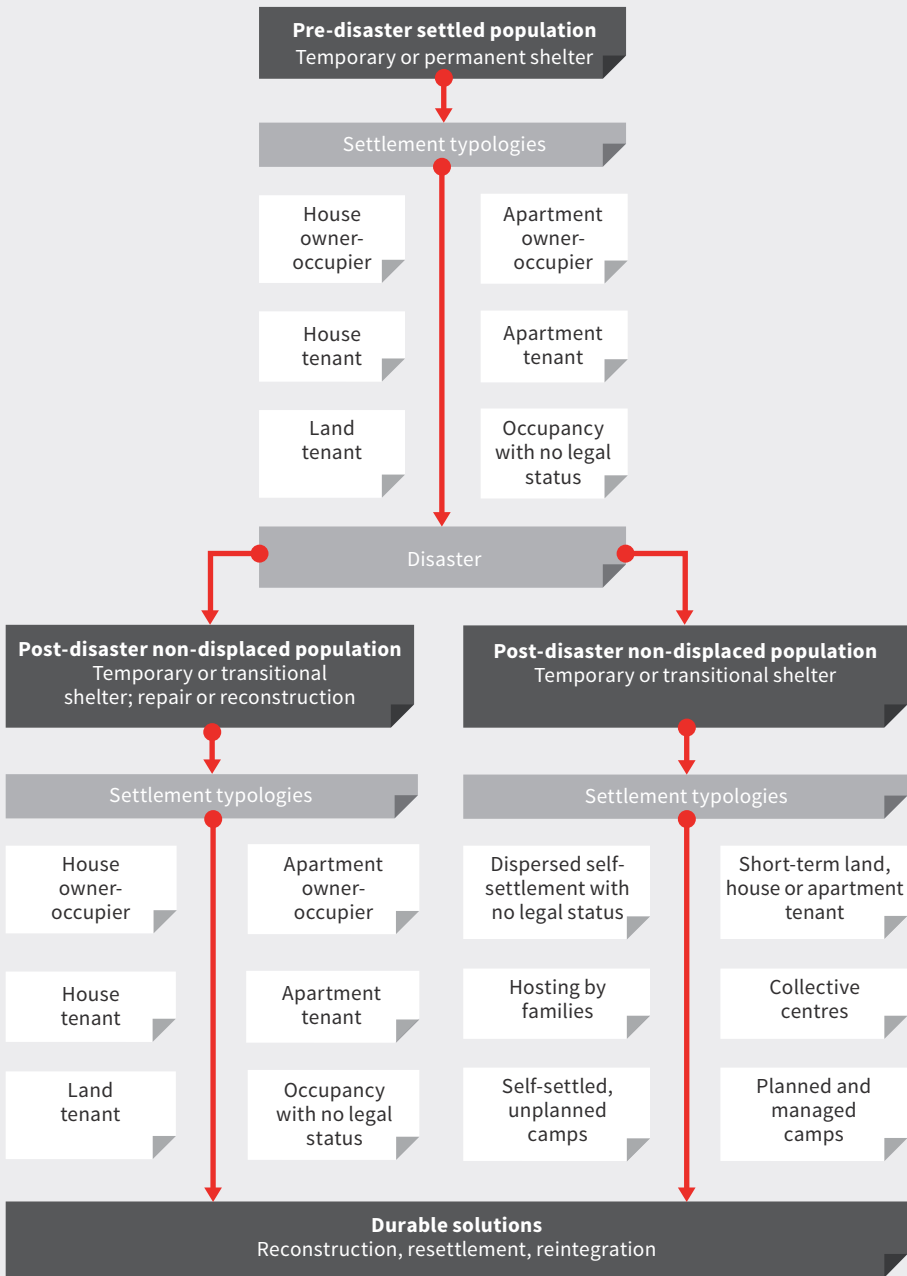 Pre-disaster settled population
Temporary or permanent shelter
Settlement typologies
House
owner-
occupier
Apartment
owner-
occupier
House
tenant
Apartment
tenant
Land
tenant
Occupancy
with no legal
status
Disaster
Post-disaster non-displaced population
Temporary or transitional
shelter; repair or reconstruction
Settlement typologies
House
owner-
occupier
Apartment
owner-
occupier
House
tenant
Apartment
tenant
Land
tenant
Occupancy
with no legal
status
Post-disaster non-displaced population
Temporary or transitional shelter
Settlement typologies
Dispersed self-
settlement with
no legal status
Short-term land,
house or apartment
tenant
Hosting by
families
Collective
centres
Self-settled,
unplanned
camps
Planned and
managed
camps
Durable solutions
Reconstruction, resettlement, reintegration